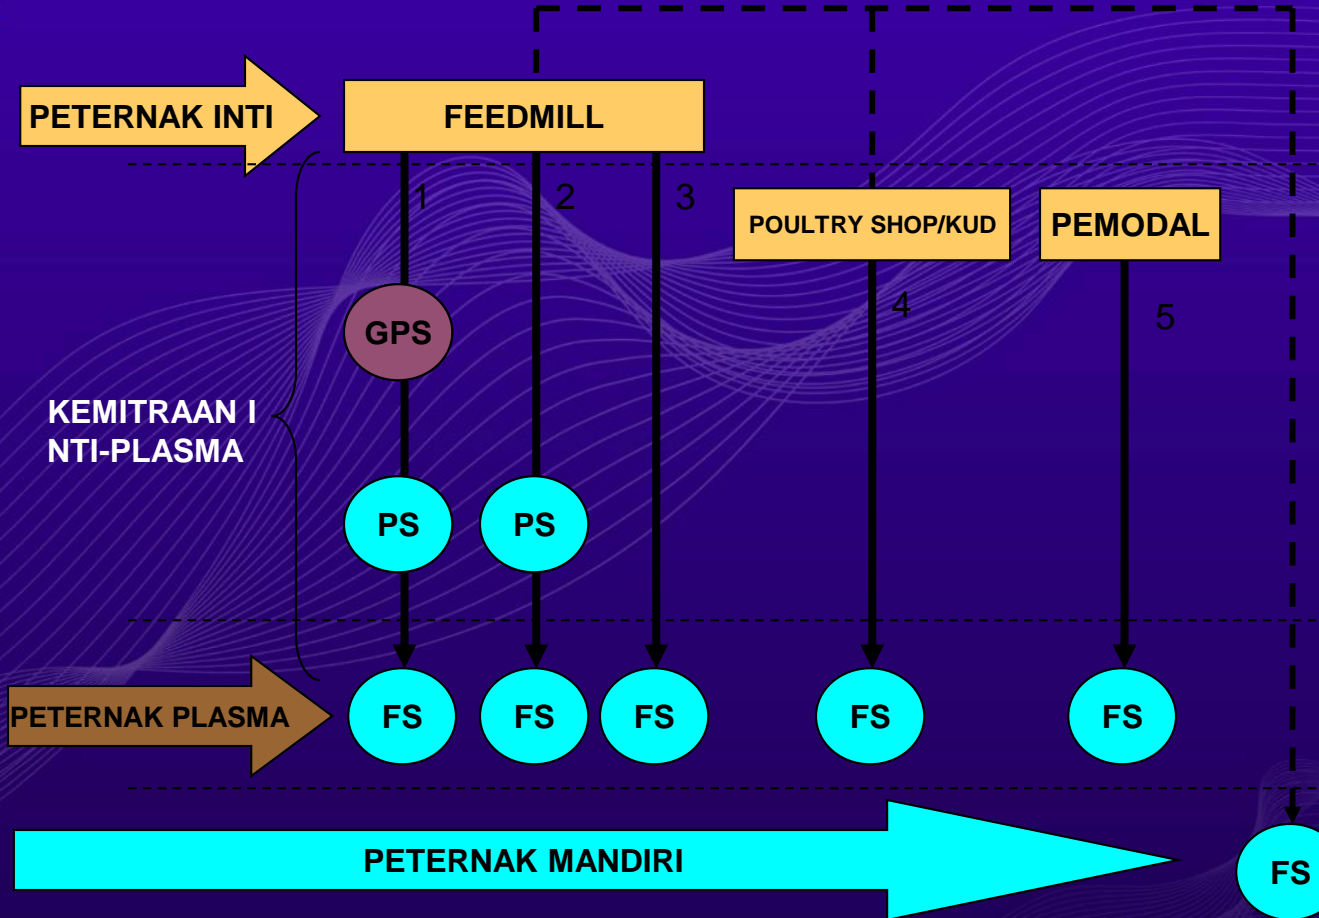 PETERNAK INTI
FEEDMILL
1
2
3
POULTRY SHOP/KUD
PEMODAL
4
5
GPS
KEMITRAAN I
NTI-PLASMA
PS
PS
PETERNAK PLASMA
FS
FS
FS
FS
FS
PETERNAK MANDIRI
FS